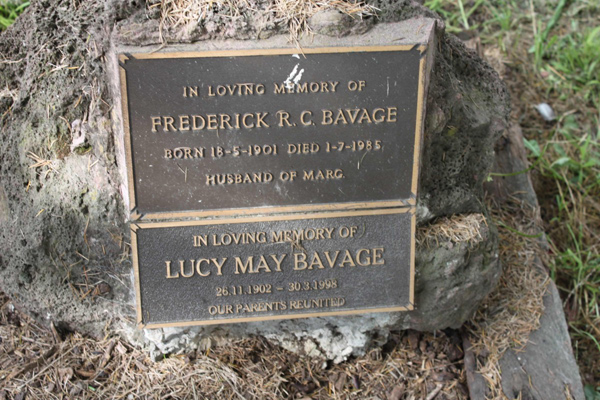 IN LOVING MEMORY OF
FREDERICK R. C. BAVAGE
BORN 18-5-1901 DIED 1-7-1985
HUSBAND OF MARG.
IN LOVING MEMORY OF
LUCY MAY BAVAGE
26.11.1902 - 30.3.1998
OUR PARENTS REUNITED